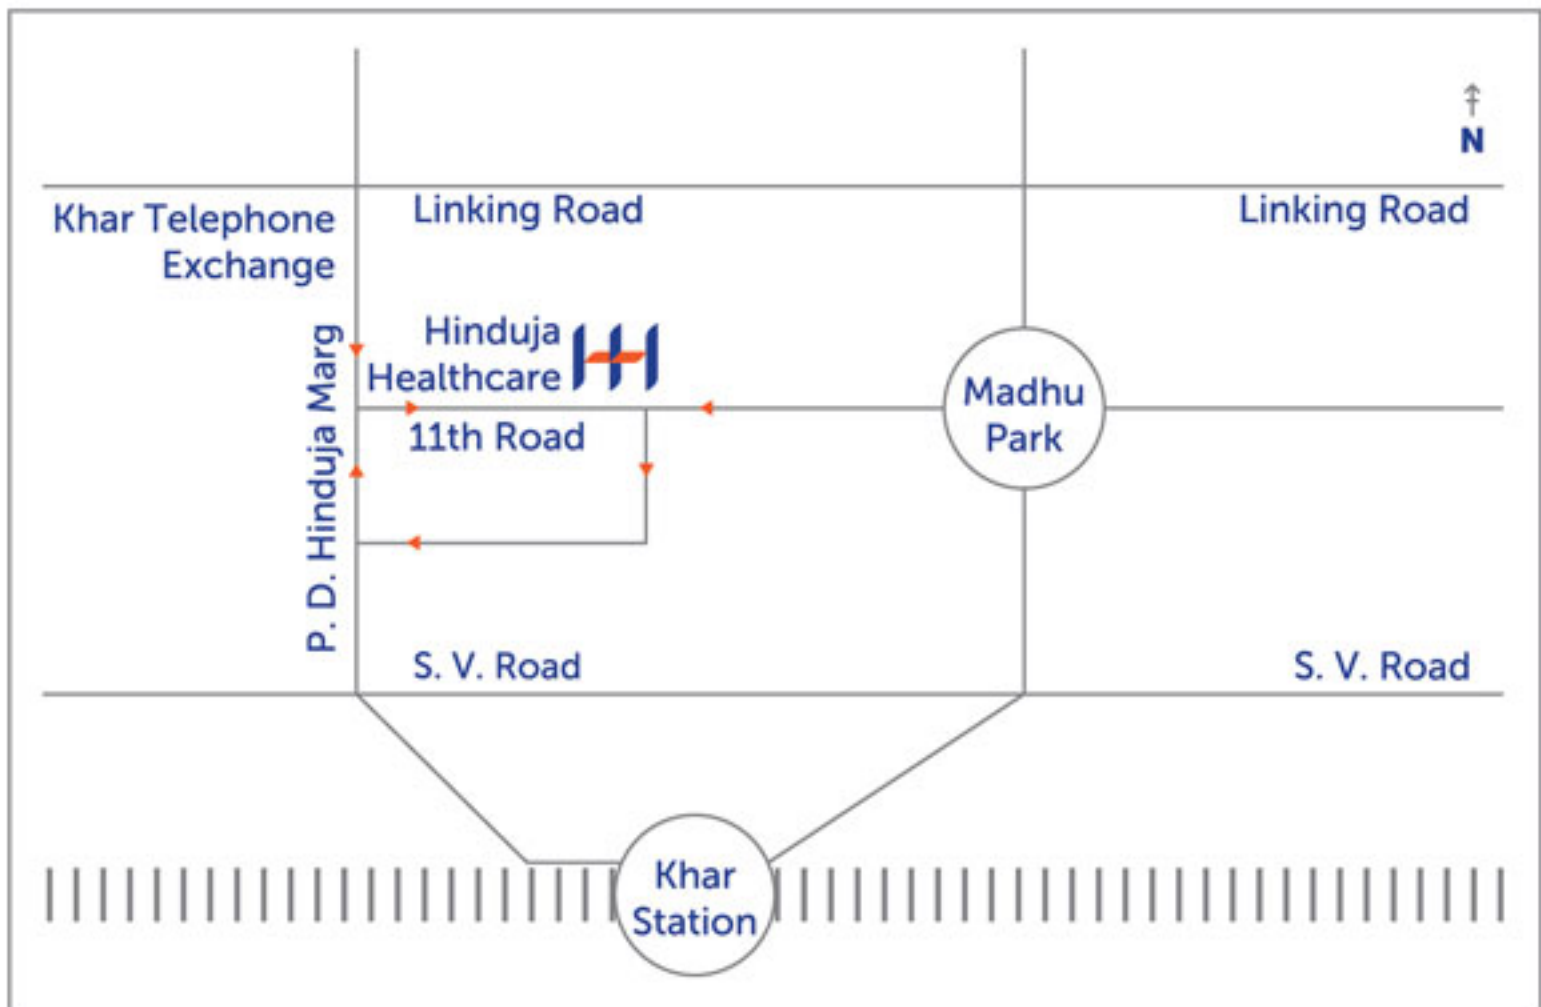 N
Khar Telephone
Exchange
Linking Road
Linking Road
Hinduja
Healthcare
P. D. Hinduja Marg
11th Road
Madhu
Park
S. V. Road
S. V. Road
Khar
Station